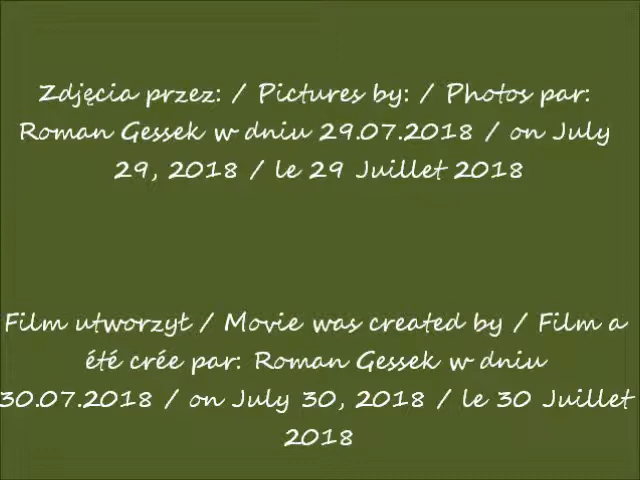 Zdjęcia przez: / Pictures by: / Photos par:
Roman Gessek w dniu 29.07.2018 / on July
29, 2018 / le 29 Juillet 2018
Film utworzył / Movie was created by / Film a
été crée par: Roman Gessek w dniu
30.07.2018 / on July 30, 2018 / le 30 Juillet
2018